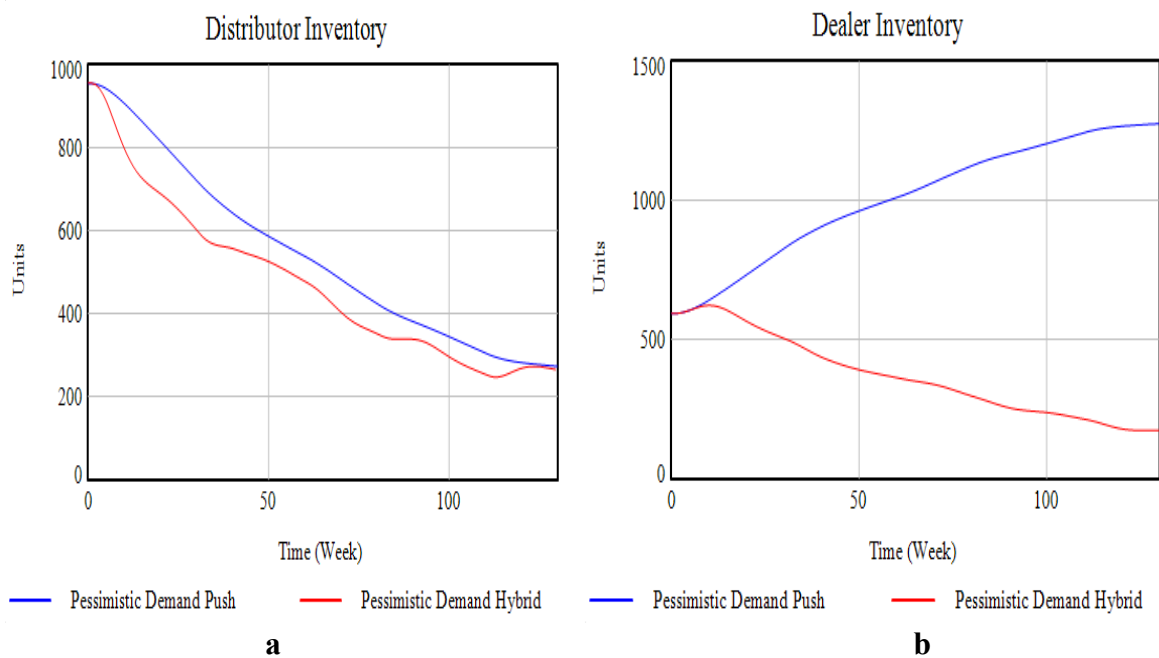 Distributor Inventory
1000
800
600
400
200
0
0 50 100
Units
Time (Week)
Pessimistic Demand Push Pessimistic Demand Hybrid
a
Dealer Inventory
1500
1000
500
0
0 50 100
Units
Time (Week)
Pessimistic Demand Push Pessimistic Demand Hybrid
b